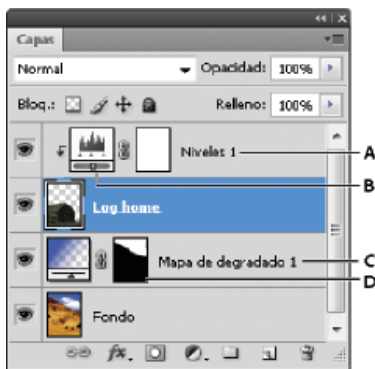 Capas
Normal Opacidad: 100%
Bloq.: Relleno: 100%
Niveles 1 A
B
Log home
Mapa de degradado 1 C
D
Fondo
fx.